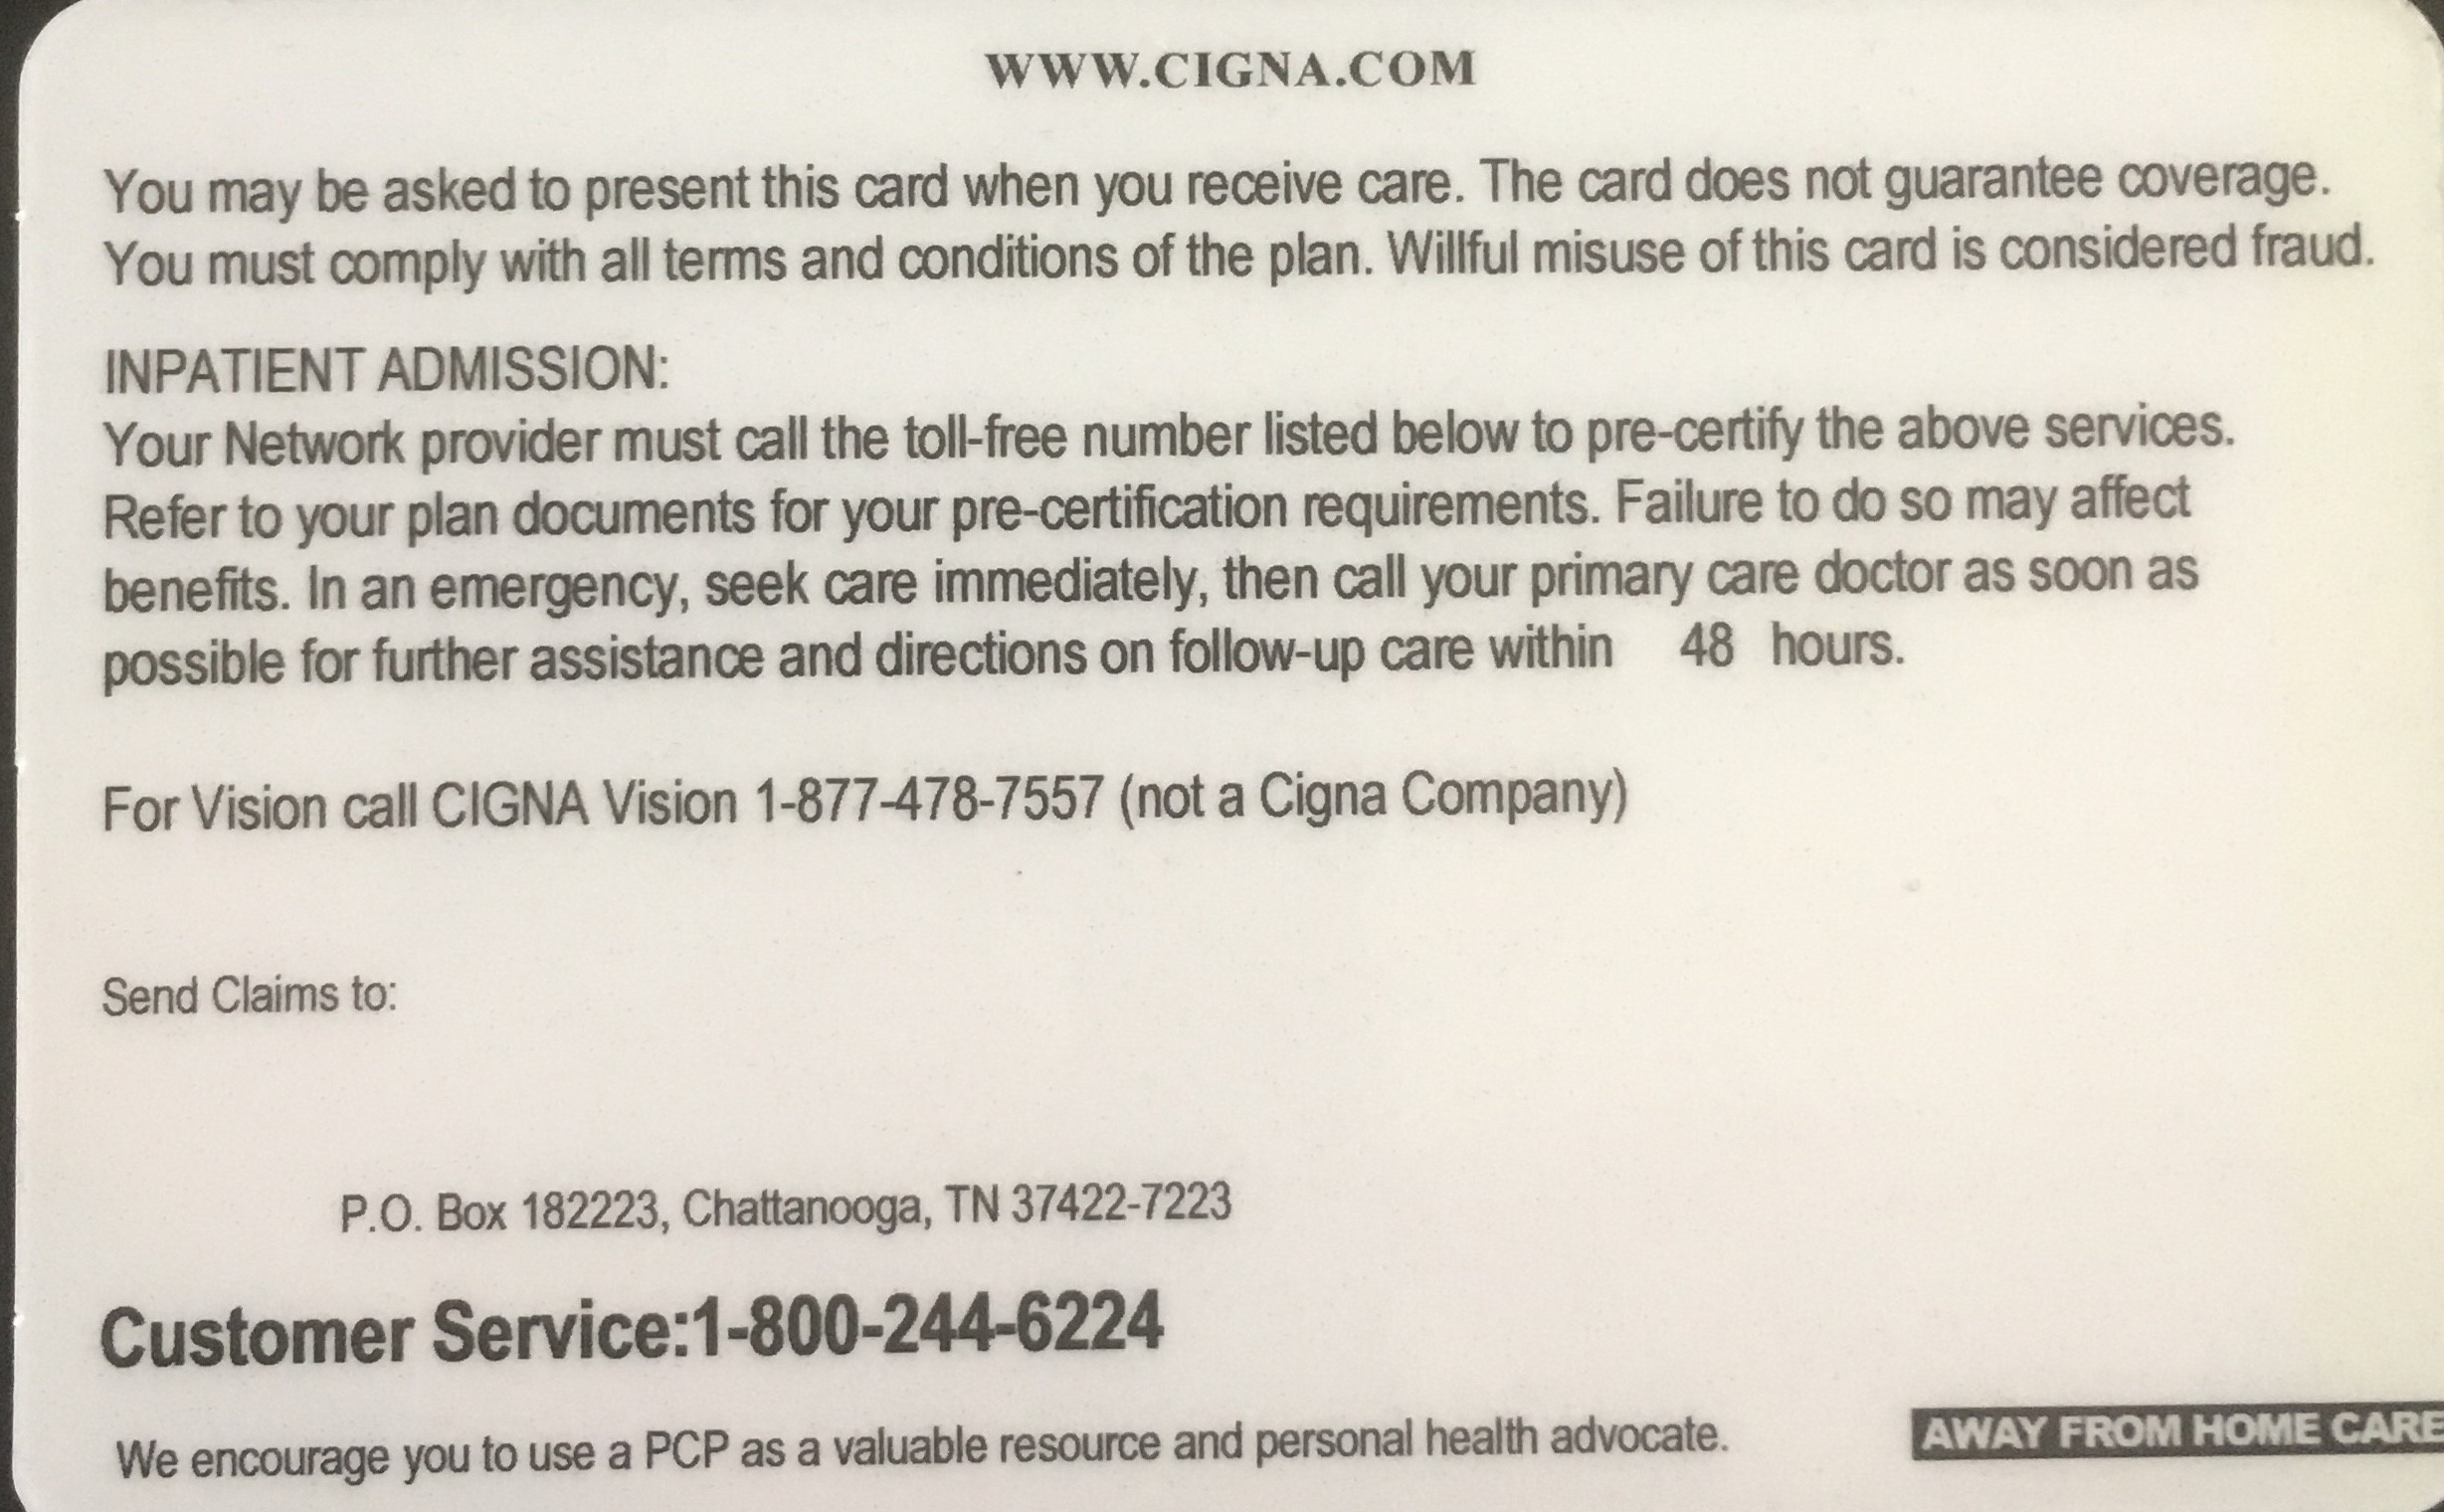 WWW.CIGNA.COM
You may be asked to present this card when you receive care. The card does not guarantee coverage.
You must comply with all terms and conditions of the plan. Willful misuse of this card is considered fraud.
INPATIENT ADMISSION:
Your Network provider must call the toll-free number listed below to pre-certify the above services.
Refer to your plan documents for your pre-certification requirements. Failure to do so may affect
benefits. In an emergency, seek care immediately, then call your primary care doctor as soon as
possible for further assistance and directions on follow-up care within 48 hours.
For Vision call CIGNA Vision 1-877-478-7557 (not a Cigna Company)
Send Claims to:
P.O. Box 182223, Chattanooga, TN 37422-7223
Customer Service:1-800-244-6224
We encourage you to use a PCP as a valuable resource and personal health advocate.
AWAY FROM HOME CARE